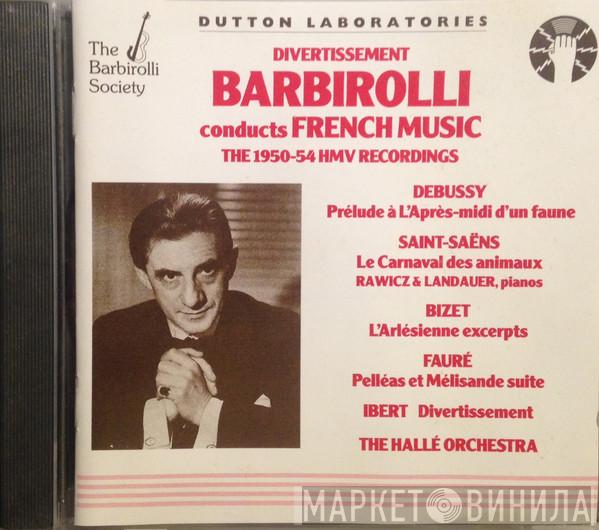 DUTTON LABORATORIES
The
Barbirolli
Society
DIVERTISSEMENT
BARBIROLLI
conducts FRENCH MUSIC
THE 1950-54 HMV RECORDINGS
DEBUSSY
Prélude à L'Après-midi d'un faune
SAINT-SAËNS
Le Carnaval des animaux
RAWICZ & LANDAUER, pianos
BIZET
L'Arlésienne excerpts
FAURÉ
Pelléas et Mélisande suite
IBERT Divertissement
THE HALLÉ ORCHESTRA
МАРКЕТ ВИНИЛА